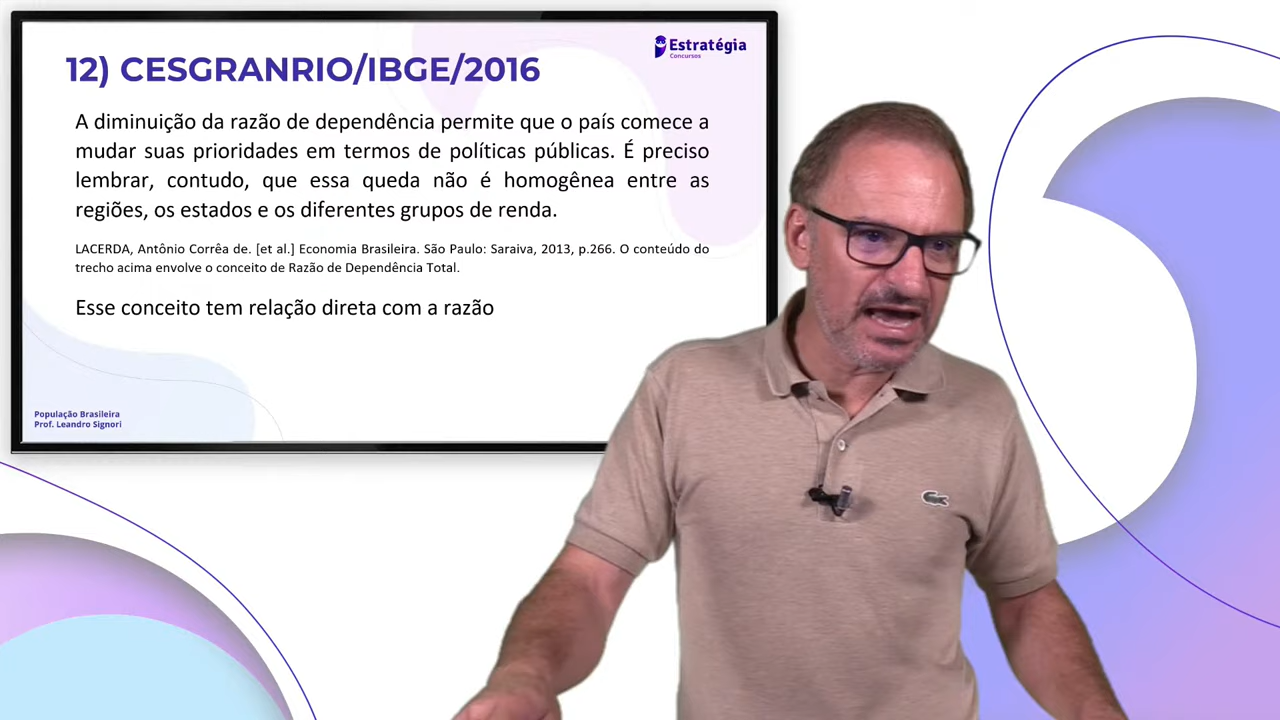 Estratégia
Concursos
12) CESGRANRIO/IBGE/2016
A diminuição da razão de dependência permite que o país comece a
mudar suas prioridades em termos de políticas públicas. É preciso
lembrar, contudo, que essa queda não é homogênea entre as
regiões, os estados e os diferentes grupos de renda.
LACERDA, Antônio Corrêa de. [et al.] Economia Brasileira. São Paulo: Saraiva, 2013, p.266. O conteúdo do
trecho acima envolve o conceito de Razão de Dependência Total.
Esse conceito tem relação direta com a razão
População Brasileira
Prof. Leandro Signori